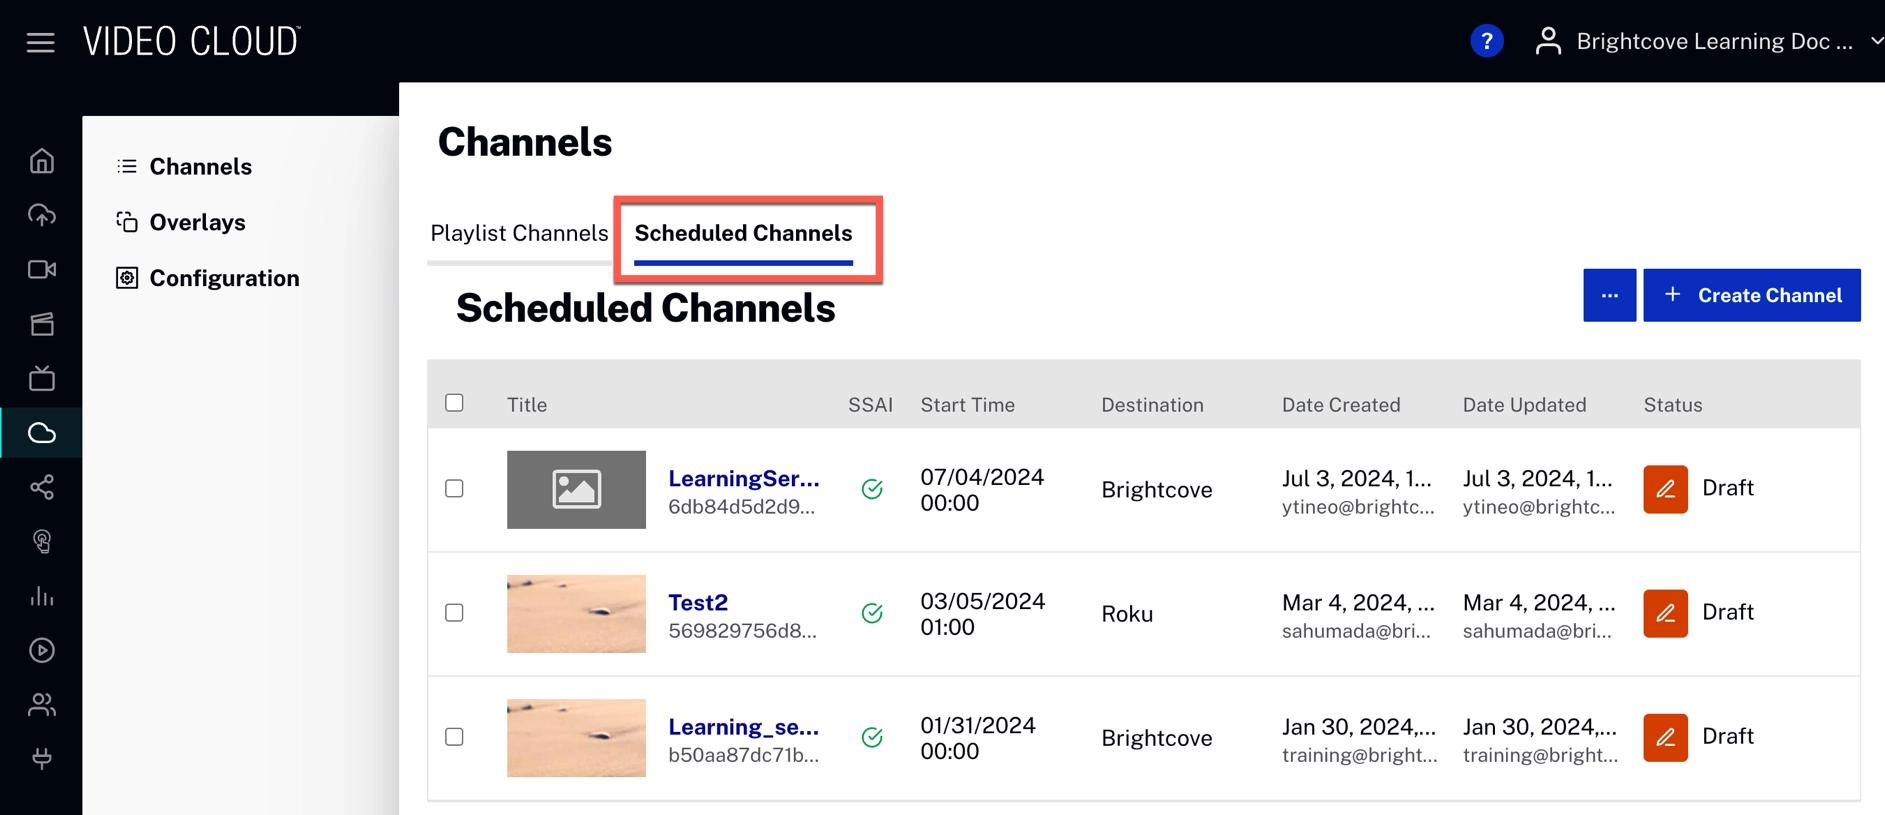 VIDEO CLOUD™
?
Brightcove Learning Doc ...
Channels
Overlays
Configuration
Channels
Playlist Channels
Scheduled Channels
Scheduled Channels
...
+ Create Channel
Title
SSAI
Start Time
Destination
Date Created
Date Updated
Status
LearningSer...
6db84d5d2d9...
07/04/2024
00:00
Brightcove
Jul 3, 2024, 1...
ytineo@brightc...
Jul 3, 2024, 1...
ytineo@brightc...
Draft
Test2
569829756d8...
03/05/2024
01:00
Roku
Mar 4, 2024, ...
sahumada@bri...
Mar 4, 2024, ...
sahumada@bri...
Draft
Learning_se...
b50aa87dc71b...
01/31/2024
00:00
Brightcove
Jan 30, 2024,...
training@bright...
Jan 30, 2024,...
training@bright...
Draft